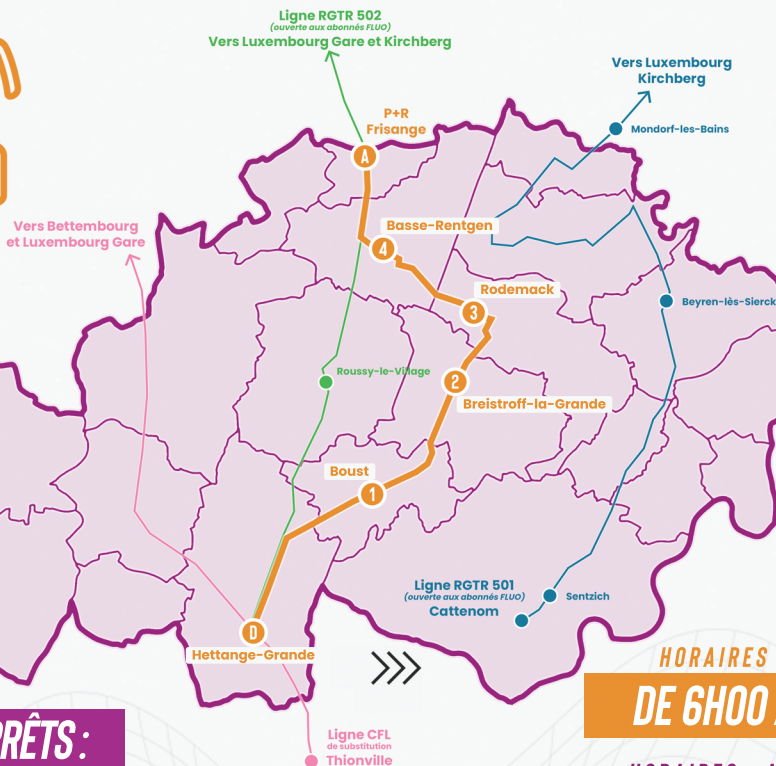 Ligne RGTR 502
(ouverte aux abonnés FLUO)
Vers Luxembourg Gare et Kirchberg
Vers Luxembourg
Kirchberg
P+R
Frisange
A
Mondorf-les-Bains
Vers Bettembourg
et Luxembourg Gare
Basse-Rentgen
4
Rodemack
3
Beyren-lès-Sierck
Roussy-le-Village
2
Breistroff-la-Grande
Boust
1
Ligne RGTR 501
(ouverte aux abonnés FLUO)
Cattenom
Sentzich
D
Hettange-Grande
HORAIRES
DE 6H00
RÊTS :
Ligne CFL
de substitution
Thionville